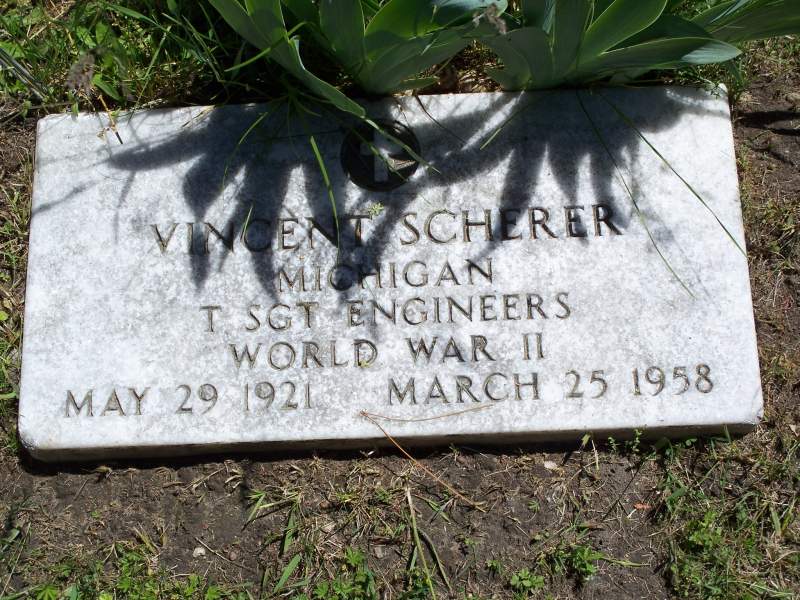 VINCENT SCHERER
MICHIGAN
T SGT ENGINEERS
WORLD WAR II
MAY 29 1921 MARCH 25 1958